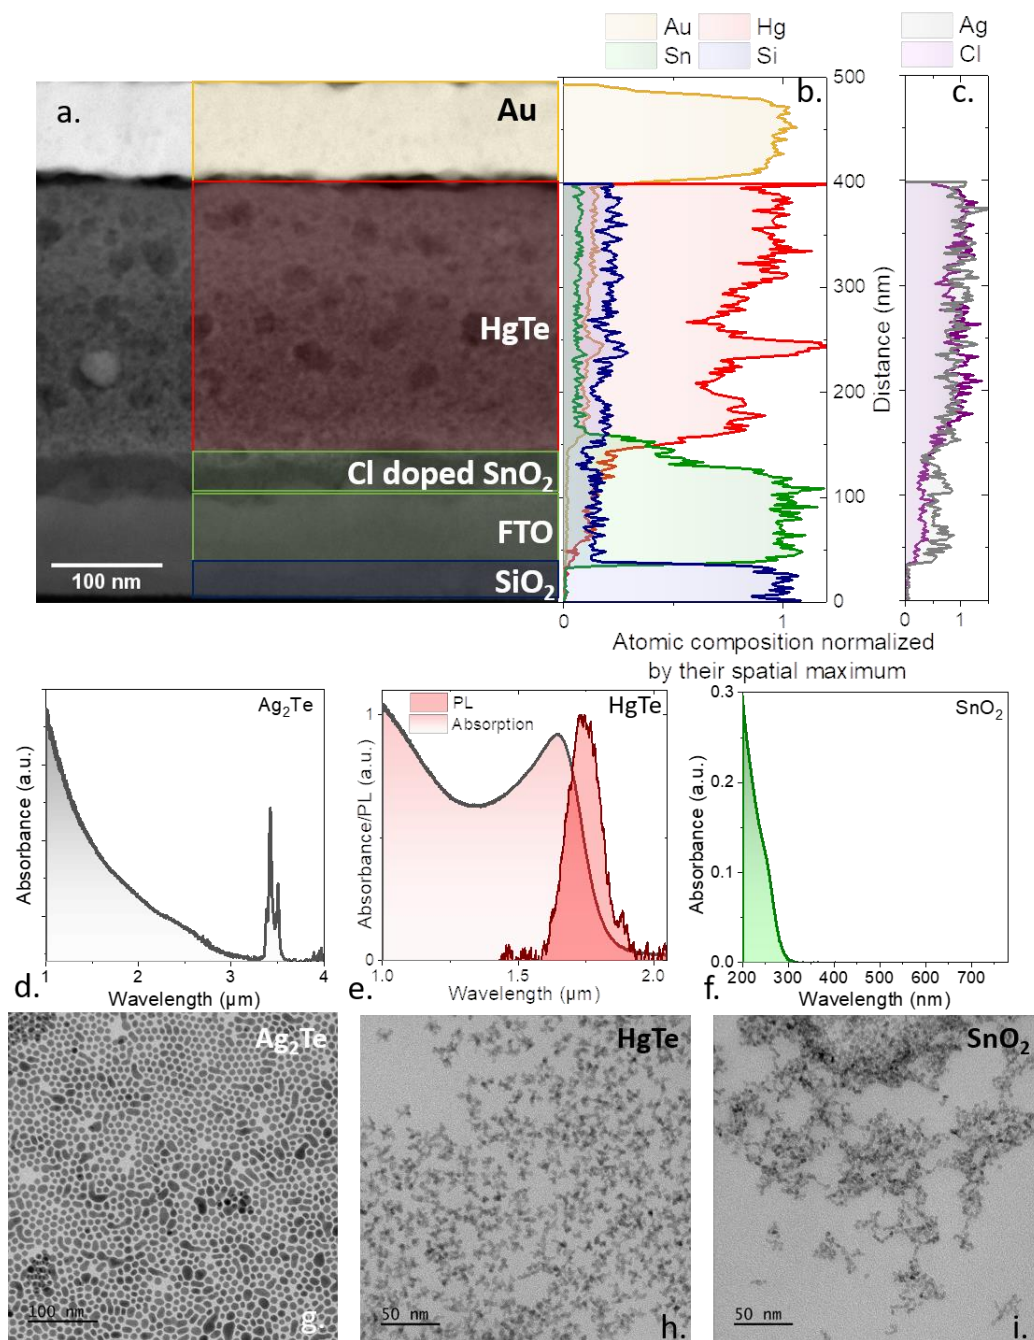 Au Hg
Sn Si
Ag
Cl
a.
Au
b.
c.
HgTe
Cl doped SnO₂
FTO
SiO₂
100 nm
500
400
300
200
100
0
Distance (nm)
0 1
0 1
Atomic composition normalized
by their spatial maximum
Ag₂Te
Absorbance (a.u.)
1 2 3 4
Wavelength (µm)
d.
PL
Absorption
HgTe
Absorbance/PL (a.u.)
1
0
1.0 1.5 2.0
Wavelength (µm)
e.
SnO₂
Absorbance (a.u.)
0.3
0.2
0.1
0.0
200 300 400 500 600 700
Wavelength (nm)
f.
Ag₂Te
100 nm
g.
HgTe
50 nm
h.
SnO₂
50 nm
i.